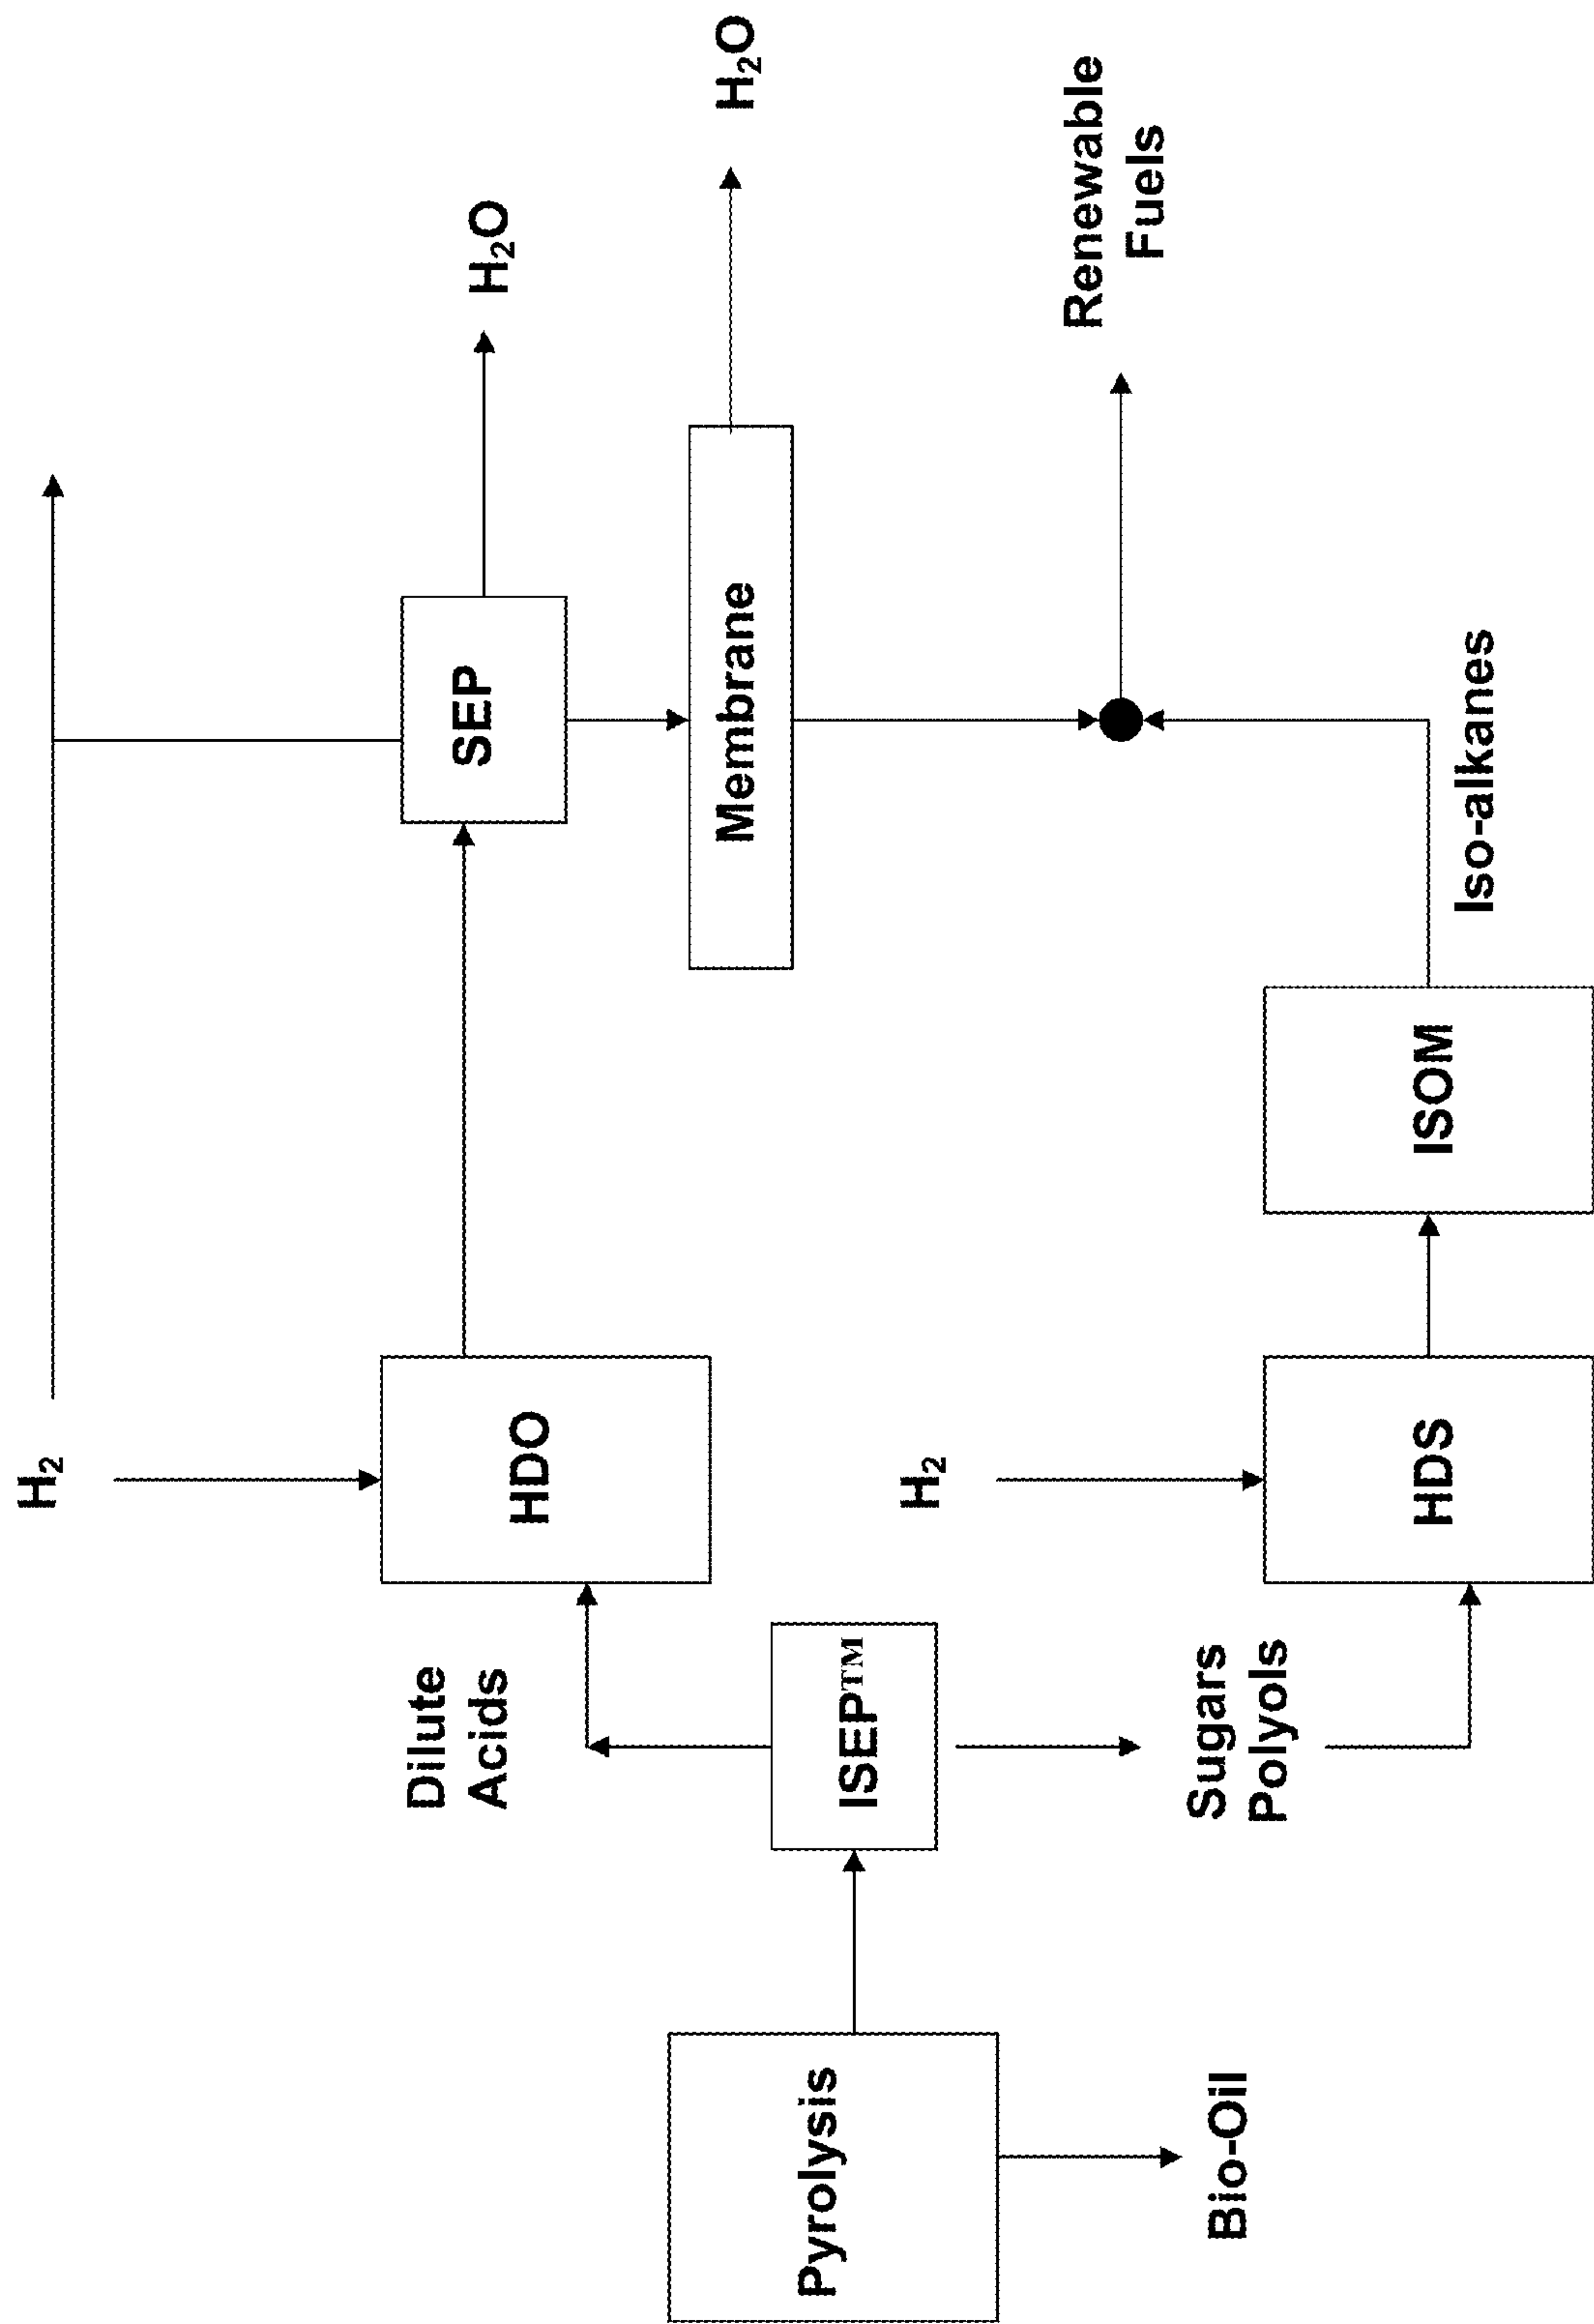 Pyrolysis
Bio-Oil
ISEP™
Dilute
Acids
Sugars
Polyols
H₂
HDO
H₂
HDS
ISOM
Iso-alkanes
SEP
H₂O
Membrane
H₂O
Renewable
Fuels